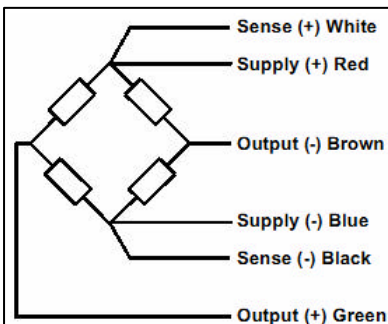 Sense (+) White
Supply (+) Red
Output (-) Brown
Supply (-) Blue
Sense (-) Black
Output (+) Green